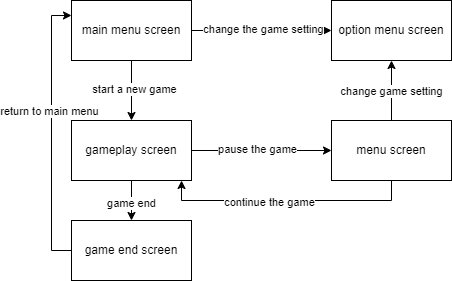 main menu screen
change the game setting
option menu screen
start a new game
change game setting
return to main menu
gameplay screen
pause the game
menu screen
game end
continue the game
game end screen